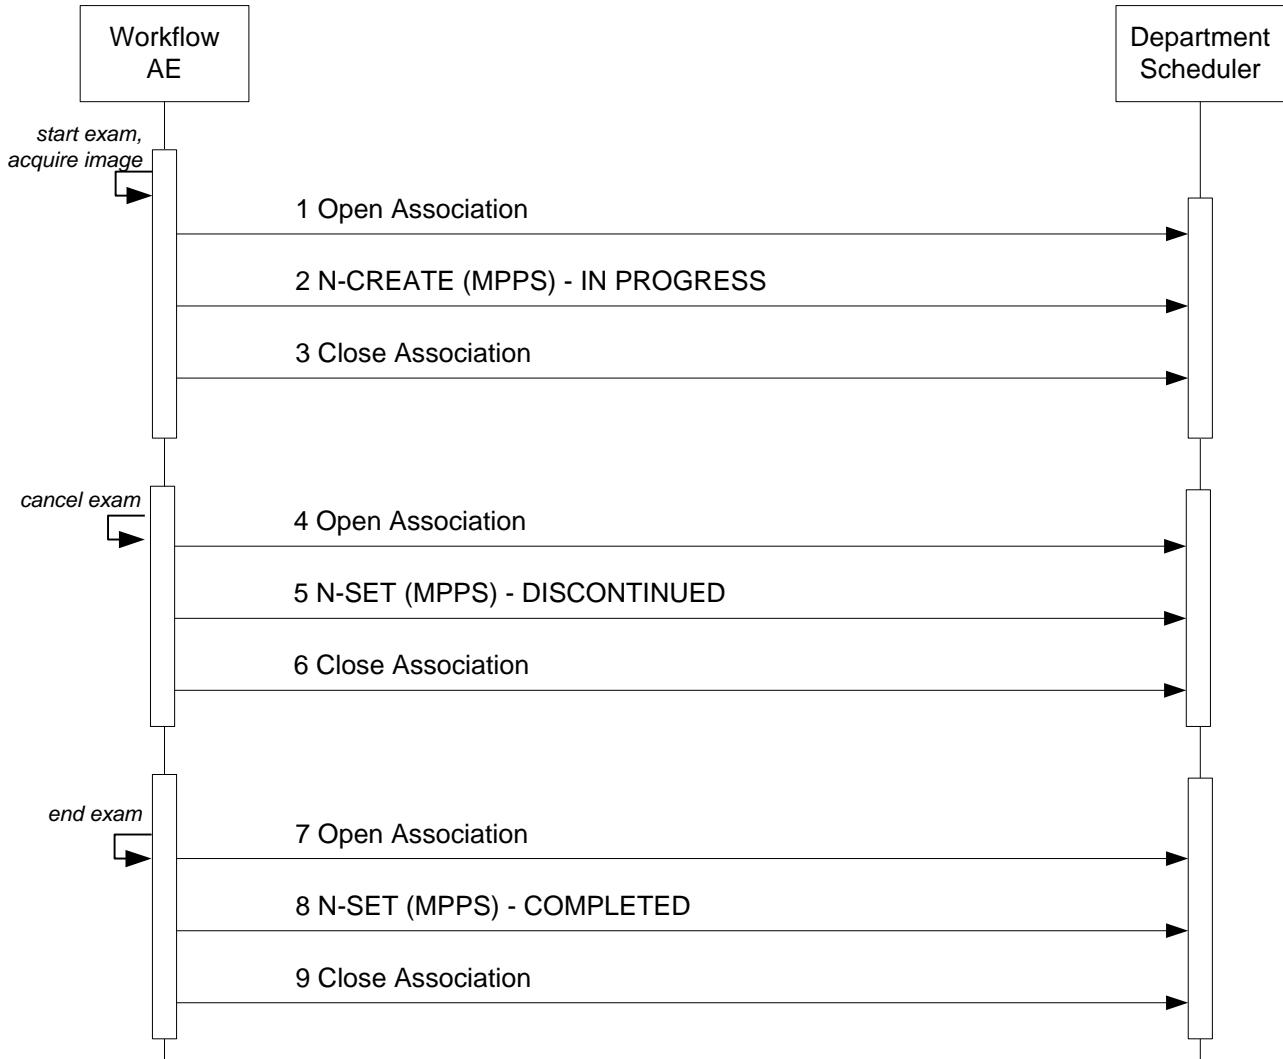 Workflow
AE
Department
Scheduler
start exam,
acquire image
1 Open Association
2 N-CREATE (MPPS) - IN PROGRESS
3 Close Association
cancel exam
4 Open Association
5 N-SET (MPPS) - DISCONTINUED
6 Close Association
end exam
7 Open Association
8 N-SET (MPPS) - COMPLETED
9 Close Association